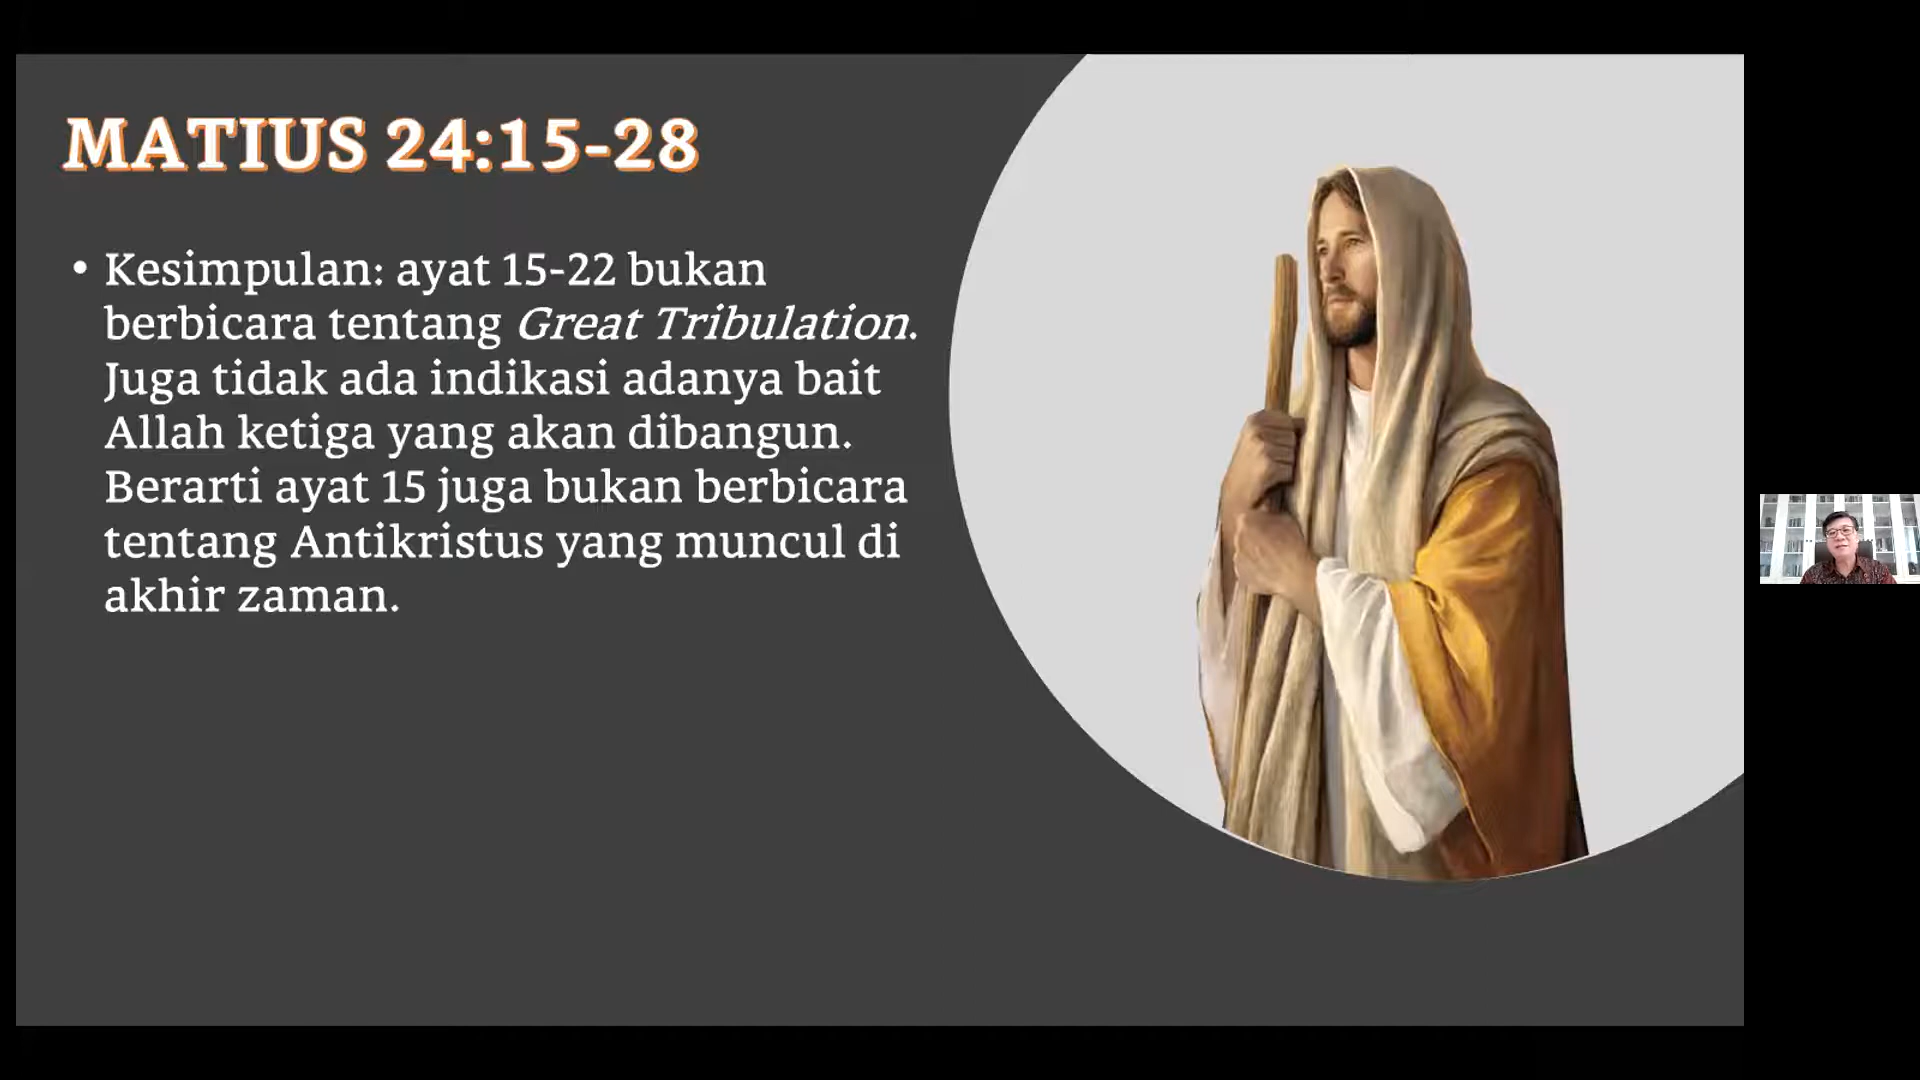 MATIUS 24:15-28
• Kesimpulan: ayat 15-22 bukan
berbicara tentang Great Tribulation.
Juga tidak ada indikasi adanya bait
Allah ketiga yang akan dibangun.
Berarti ayat 15 juga bukan berbicara
tentang Antikristus yang muncul di
akhir zaman.